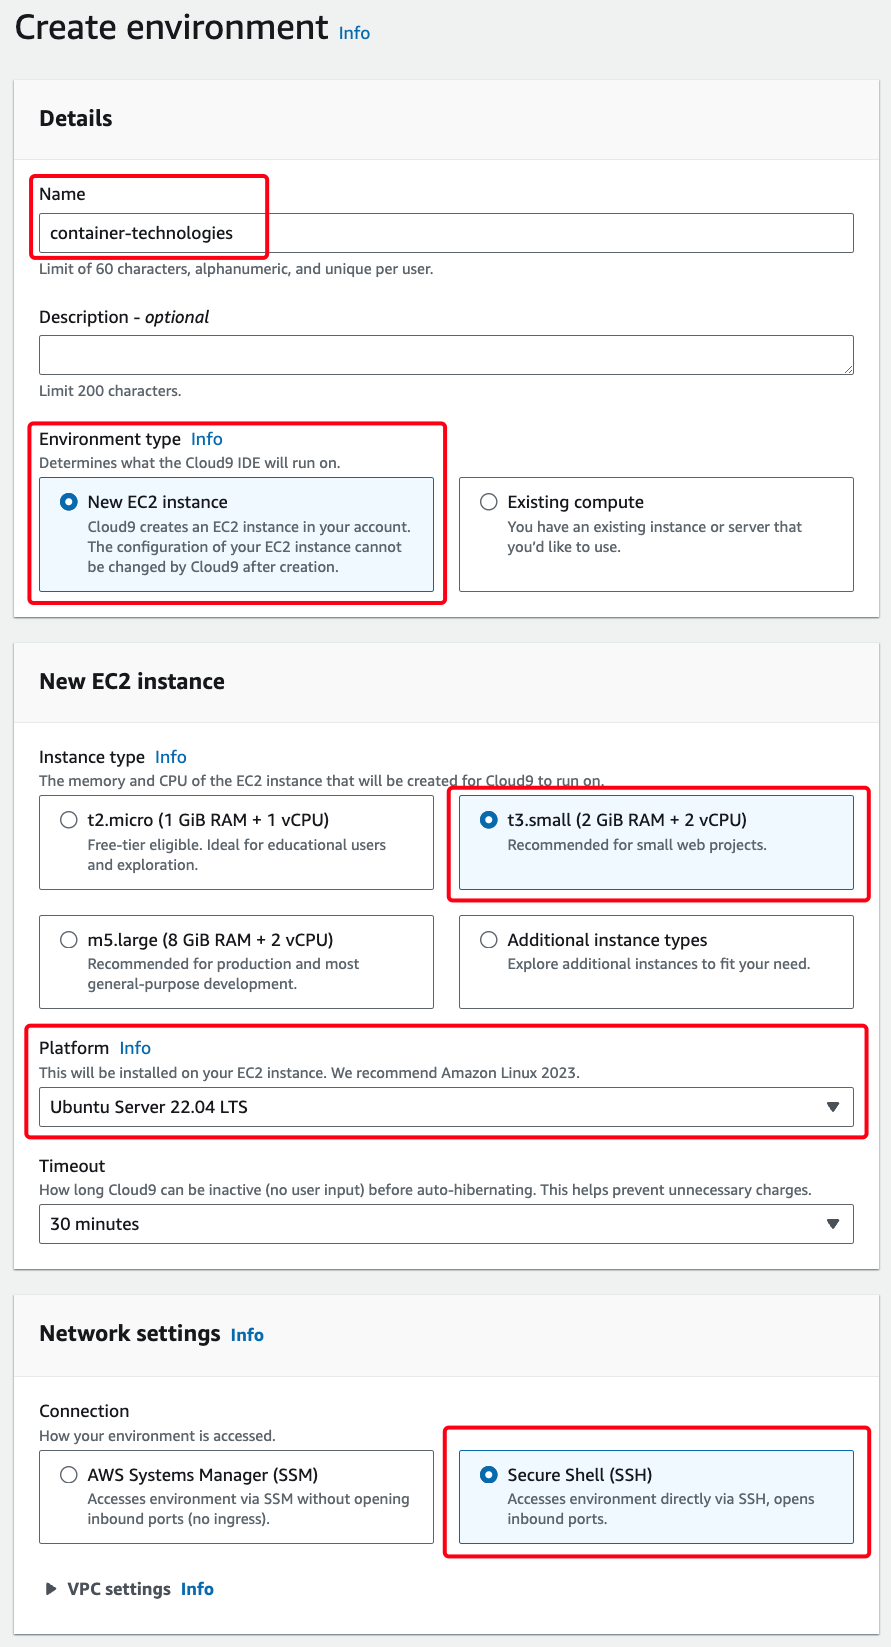 Create environment Info
Details
Name
container-technologies
Limit of 60 characters, alphanumeric, and unique per user.
Description - optional
Limit 200 characters.
Environment type Info
Determines what the Cloud9 IDE will run on.
New EC2 instance
Cloud9 creates an EC2 instance in your account.
The configuration of your EC2 instance cannot
be changed by Cloud9 after creation.
Existing compute
You have an existing instance or server that
you'd like to use.
New EC2 instance
Instance type Info
The memory and CPU of the EC2 instance that will be created for Cloud9 to run on.
t2.micro (1 GiB RAM + 1 vCPU)
Free-tier eligible. Ideal for educational users
and exploration.
t3.small (2 GiB RAM + 2 vCPU)
Recommended for small web projects.
m5.large (8 GiB RAM + 2 vCPU)
Recommended for production and most
general-purpose development.
Additional instance types
Explore additional instances to fit your need.
Platform Info
This will be installed on your EC2 instance. We recommend Amazon Linux 2023.
Ubuntu Server 22.04 LTS
Timeout
How long Cloud9 can be inactive (no user input) before auto-hibernating. This helps prevent unnecessary charges.
30 minutes
Network settings Info
Connection
How your environment is accessed.
AWS Systems Manager (SSM)
Accesses environment via SSM without opening
inbound ports (no ingress).
Secure Shell (SSH)
Accesses environment directly via SSH, opens
inbound ports.
VPC settings Info